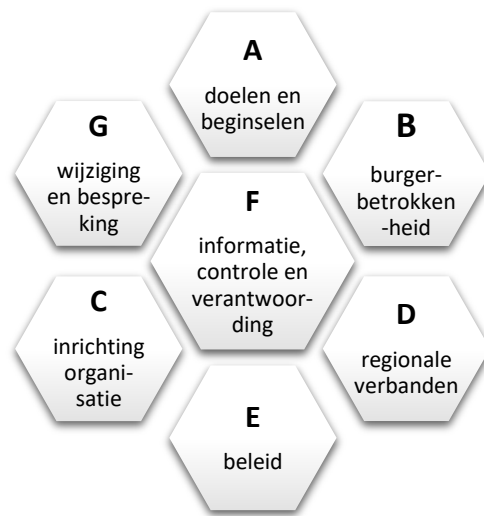 A
doelen en
beginselen
G
wijziging
en bespre-
king
B
burger-
betrokken
-heid
F
informatie,
controle en
verantwoor-
ding
C
inrichting
organi-
satie
D
regionale
verbanden
E
beleid